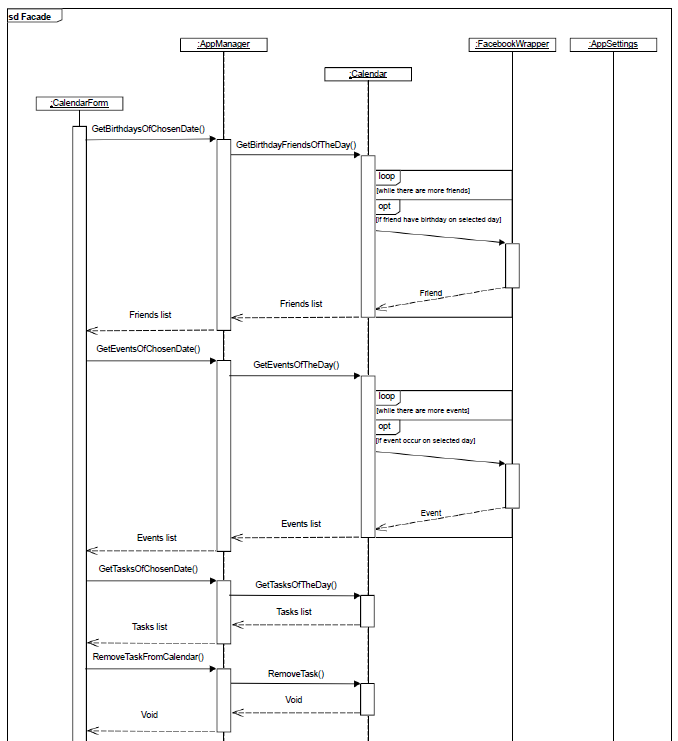 sd Facade
:AppManager
:FacebookWrapper
:AppSettings
:Calendar
:CalendarForm
GetBirthdaysOfChosenDate()
GetBirthdayFriendsOfTheDay()
loop
[while there are more friends]
opt
[if friend have birthday on selected day]
Friend
Friends list
Friends list
GetEventsOfChosenDate()
GetEventsOfTheDay()
loop
[while there are more events]
opt
[if event occur on selected day]
Event
Events list
Events list
GetTasksOfChosenDate()
GetTasksOfTheDay()
Tasks list
Tasks list
RemoveTaskFromCalendar()
RemoveTask()
Void
Void